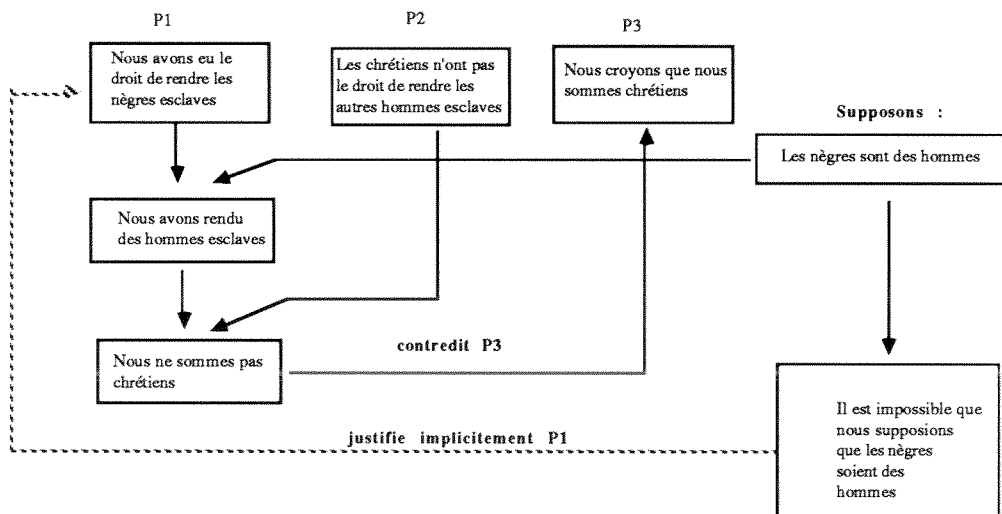 P1
P2
P3
Nous avons eu le
droit de rendre les
nègres esclaves
Les chrétiens n'ont pas
le droit de rendre les
autres hommes esclaves
Nous croyons que nous
sommes chrétiens
Supposons :
Les nègres sont des hommes
Nous avons rendu
des hommes esclaves
Nous ne sommes pas
chrétiens
contredit P3
Il est impossible que
nous supposions
que les nègres
soient des
hommes
justifie implicitement P1